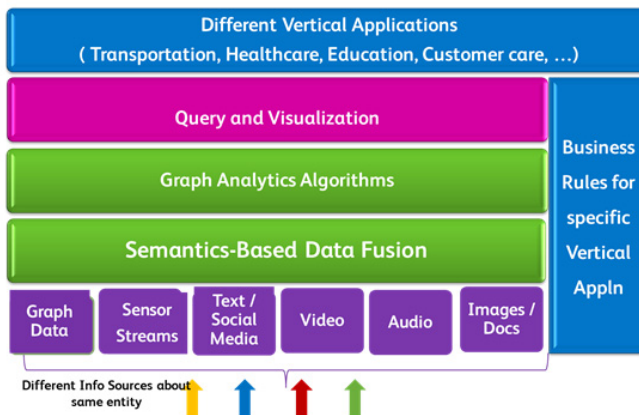 Different Vertical Applications
( Transportation, Healthcare, Education, Customer care, ...)
Query and Visualization
Graph Analytics Algorithms
Semantics-Based Data Fusion
Business
Rules for
specific
Vertical
Appln
Graph
Data
Sensor
Streams
Text /
Social
Media
Video
Audio
Images /
Docs
Different Info Sources about
same entity